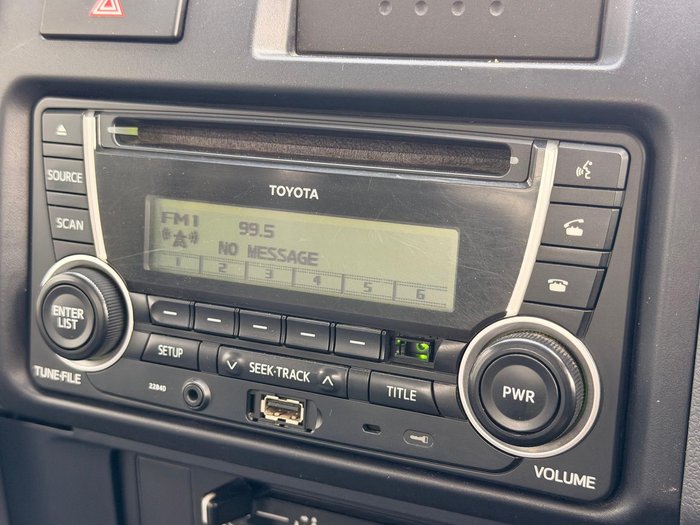 SOURCE
SCAN
TOYOTA
FM1 99.5
NO MESSAGE
1 2 3 4 5 6
ENTER
LIST
TUNE·FILE
SETUP
SEEK·TRACK
TITLE
22840
PWR
VOLUME